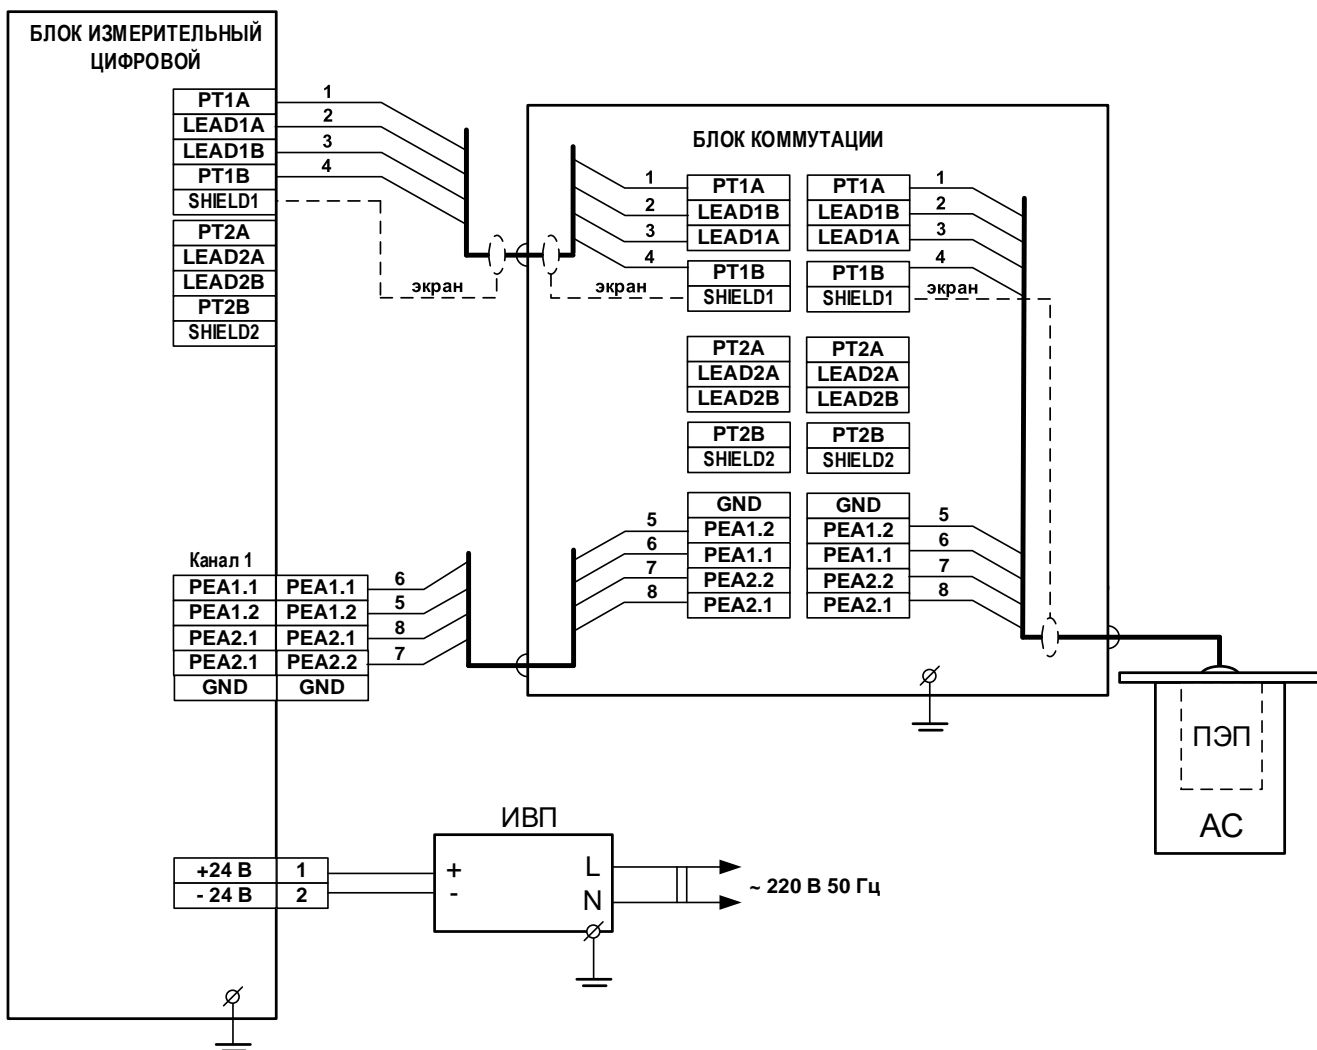 БЛОК ИЗМЕРИТЕЛЬНЫЙ
ЦИФРОВОЙ
PT1A 1
LEAD1A 2
LEAD1B 3
PT1B 4
SHIELD1
экран
PT2A
LEAD2A
LEAD2B
PT2B
SHIELD2
БЛОК КОММУТАЦИИ
1 PT1A PT1A 1
2 LEAD1B LEAD1B 2
3 LEAD1A LEAD1A 3
4 PT1B PT1B 4
экран SHIELD1 SHIELD1 экран
PT2A PT2A
LEAD2A LEAD2A
LEAD2B LEAD2B
PT2B PT2B
SHIELD2 SHIELD2
GND GND
5 PEA1.2 PEA1.2 5
6 PEA1.1 PEA1.1 6
7 PEA2.2 PEA2.2 7
8 PEA2.1 PEA2.1 8
Канал 1
PEA1.1 PEA1.1 6
PEA1.2 PEA1.2 5
PEA2.1 PEA2.1 8
PEA2.1 PEA2.2 7
GND GND
ПЭП
АС
ИВП
+24 В 1 + L
- 24 В 2 - N
~ 220 В 50 Гц